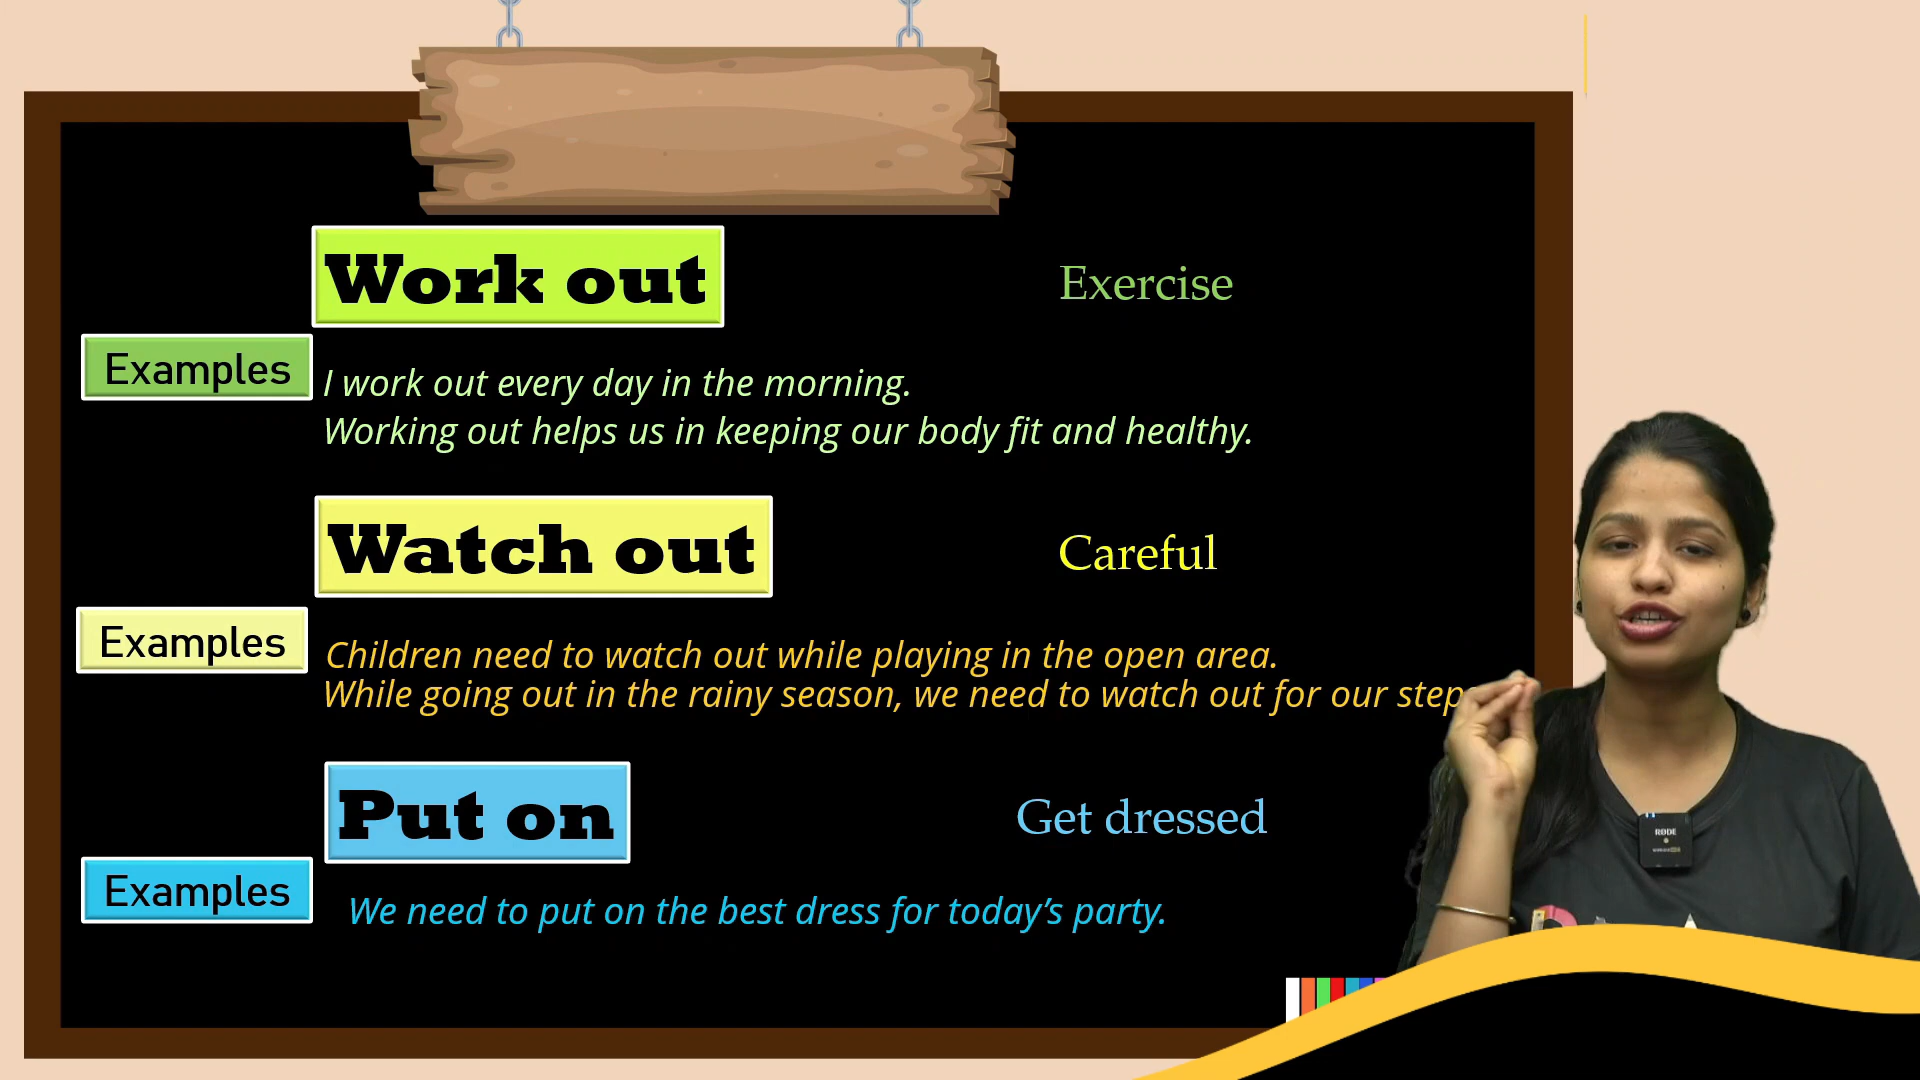 Work out
Exercise
Examples
I work out every day in the morning.
Working out helps us in keeping our body fit and healthy.
Watch out
Careful
Examples
Children need to watch out while playing in the open area.
While going out in the rainy season, we need to watch out for our steps
Put on
Get dressed
Examples
We need to put on the best dress for today’s party.
RØDE